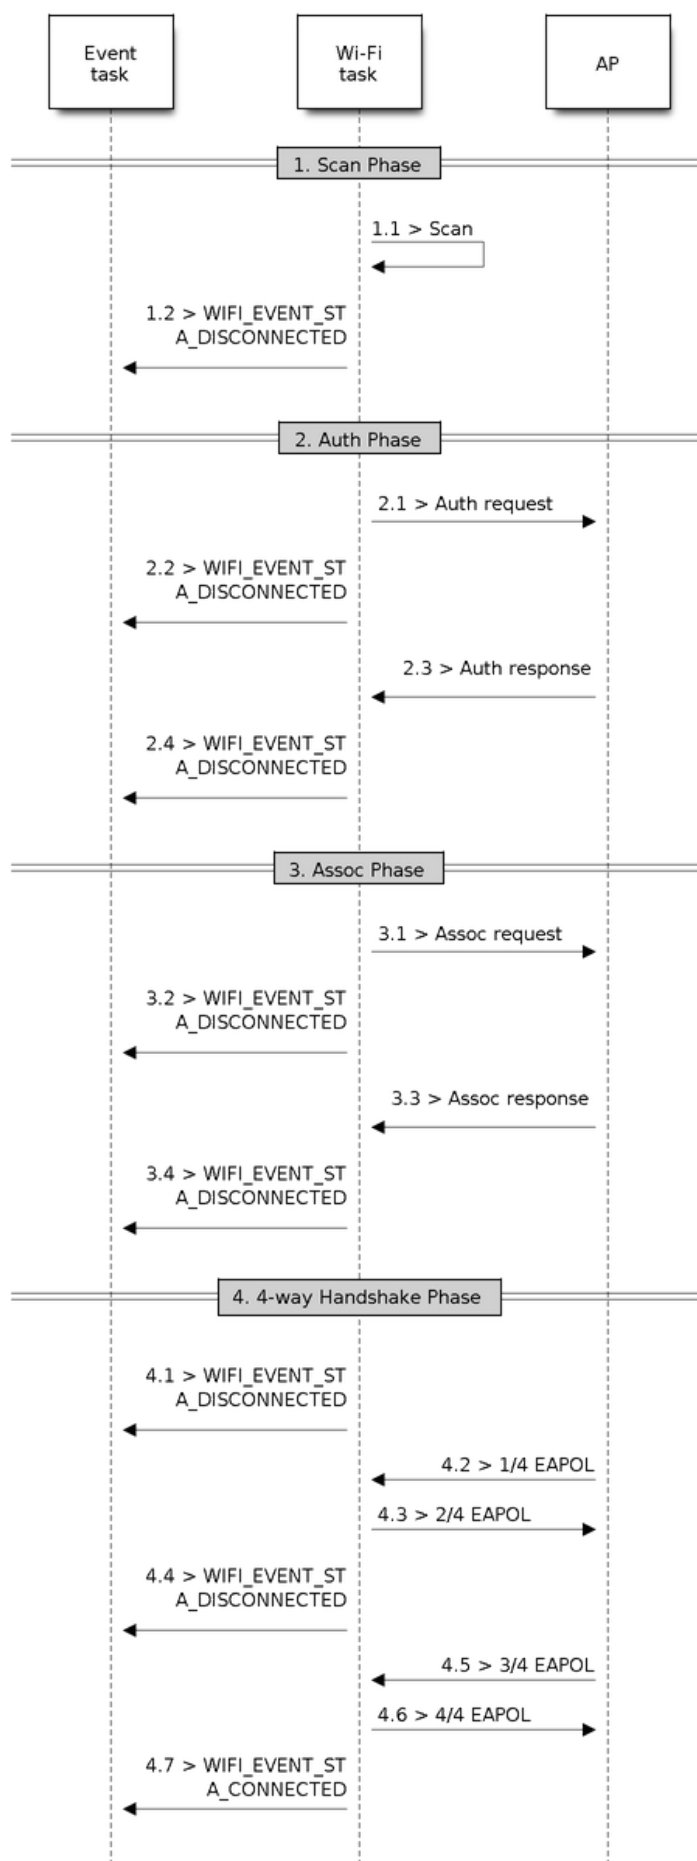 Event
task
Wi-Fi
task
AP
1. Scan Phase
1.1 > Scan
1.2 > WIFI_EVENT_ST
A_DISCONNECTED
2. Auth Phase
2.1 > Auth request
2.2 > WIFI_EVENT_ST
A_DISCONNECTED
2.3 > Auth response
2.4 > WIFI_EVENT_ST
A_DISCONNECTED
3. Assoc Phase
3.1 > Assoc request
3.2 > WIFI_EVENT_ST
A_DISCONNECTED
3.3 > Assoc response
3.4 > WIFI_EVENT_ST
A_DISCONNECTED
4. 4-way Handshake Phase
4.1 > WIFI_EVENT_ST
A_DISCONNECTED
4.2 > 1/4 EAPOL
4.3 > 2/4 EAPOL
4.4 > WIFI_EVENT_ST
A_DISCONNECTED
4.5 > 3/4 EAPOL
4.6 > 4/4 EAPOL
4.7 > WIFI_EVENT_ST
A_CONNECTED